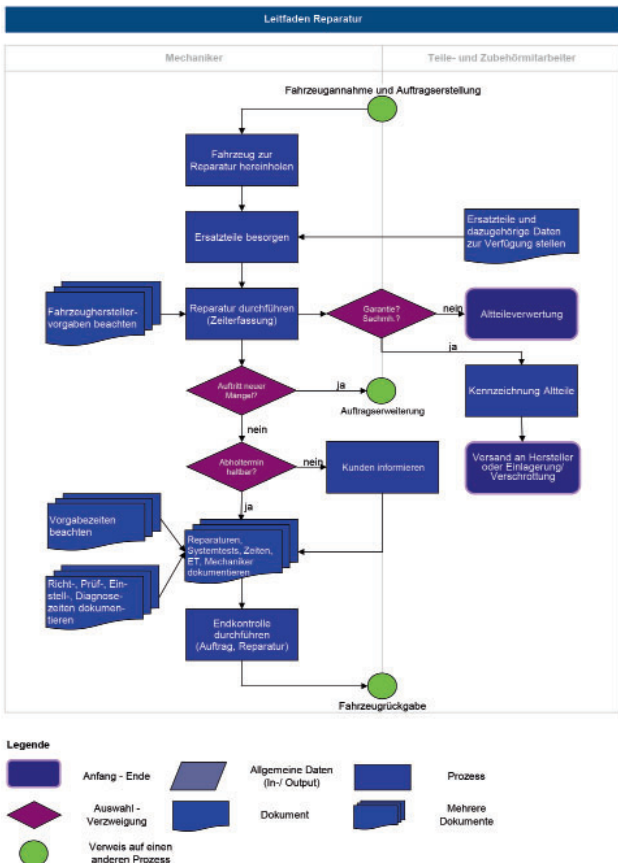 Leitfaden Reparatur
Mechaniker
Teile- und Zubehörmitarbeiter
Fahrzeugannahme und Auftragserstellung
Fahrzeug zur
Reparatur hereinholen
Ersatzteile besorgen
Ersatzteile und
dazugehörige Daten
zur Verfügung stellen
Fahrzeughersteller-
vorgaben beachten
Reparatur durchführen
(Zeiterfassung)
Garantie?
Sachmh.?
nein
Altteileverwertung
ja
Kennzeichnung Altteile
Auftritt neuer
Mängel?
ja
Auftragserweiterung
nein
Versand an Hersteller
oder Einlagerung/
Verschrottung
Abholtermin
haltbar?
nein
Kunden informieren
ja
Vorgabezeiten
beachten
Reparaturen,
Systemtests, Zeiten,
ET, Mechaniker
dokumentieren
Richt-, Prüf-, Ein-
stell-, Diagnose-
zeiten dokumen-
tieren
Endkontrolle
durchführen
(Auftrag, Reparatur)
Fahrzeugrückgabe
Legende
Anfang - Ende
Allgemeine Daten
(In-/ Output)
Prozess
Auswahl -
Verzweigung
Dokument
Mehrere
Dokumente
Verweis auf einen
anderen Prozess